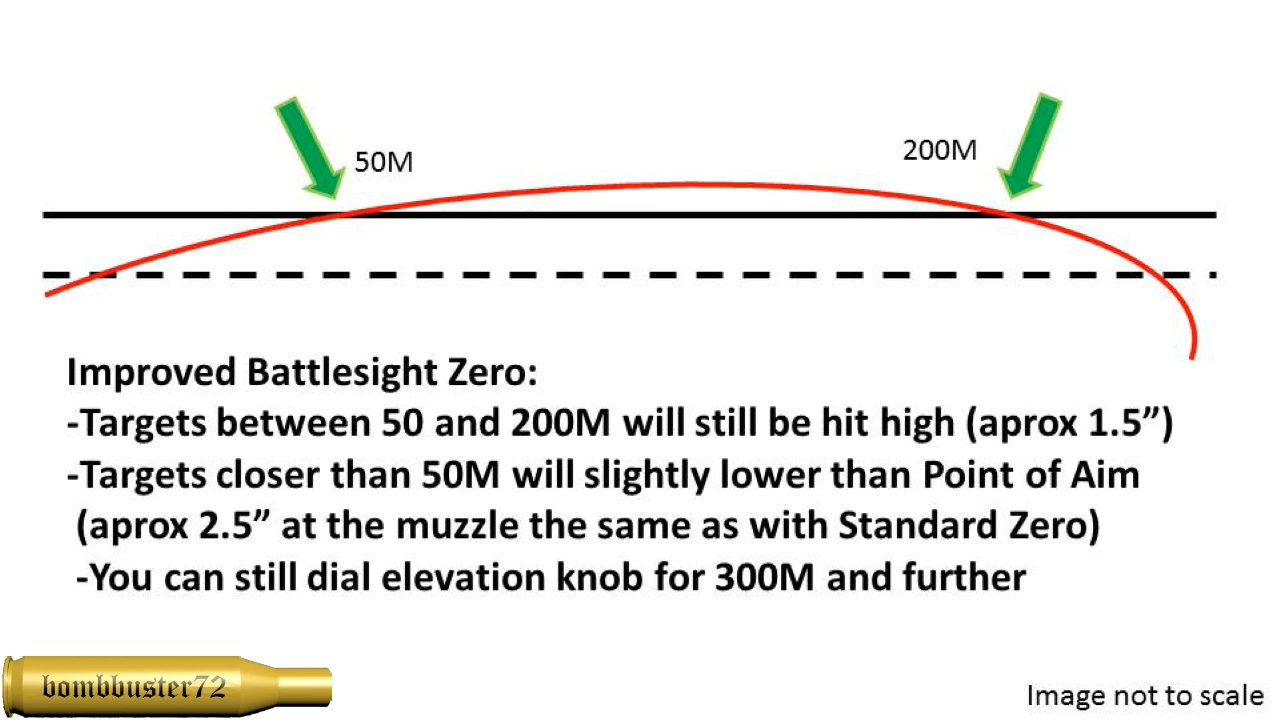 50M
200M
Improved Battlesight Zero:
-Targets between 50 and 200M will still be hit high (aprox 1.5”)
-Targets closer than 50M will slightly lower than Point of Aim
(aprox 2.5” at the muzzle the same as with Standard Zero)
-You can still dial elevation knob for 300M and further
bombbuster72
Image not to scale